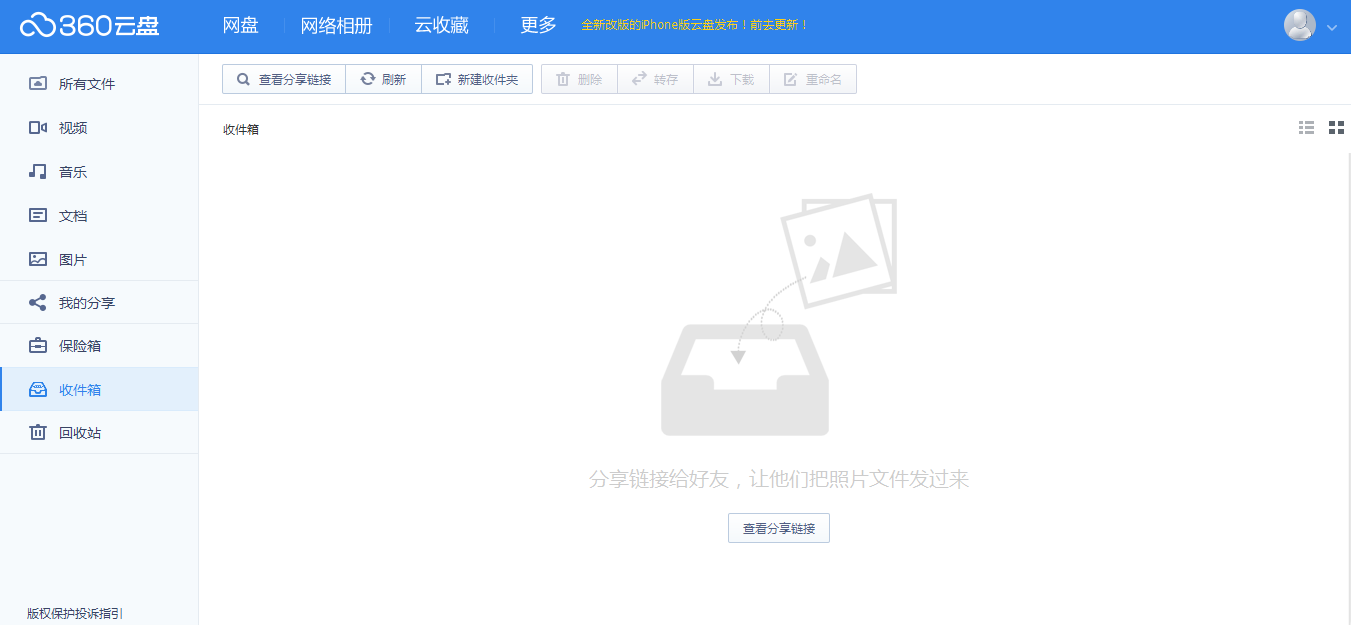 360云盘
网盘 网络相册 云收藏 更多 全新改版的iPhone版云盘发布！前去更新！
所有文件
视频
音乐
文档
图片
我的分享
保险箱
收件箱
回收站
版权保护投诉指引
查看分享链接 刷新 新建收件夹 删除 转存 下载 重命名
收件箱
分享链接给好友，让他们把照片文件发过来
查看分享链接